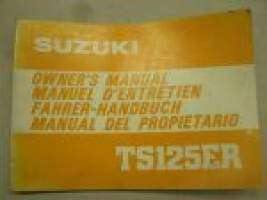 SUZUKI
OWNER'S MANUAL
MANUEL D'ENTRETIEN
FAHRER-HANDBUCH
MANUAL DEL PROPIETARIO
TS125ER